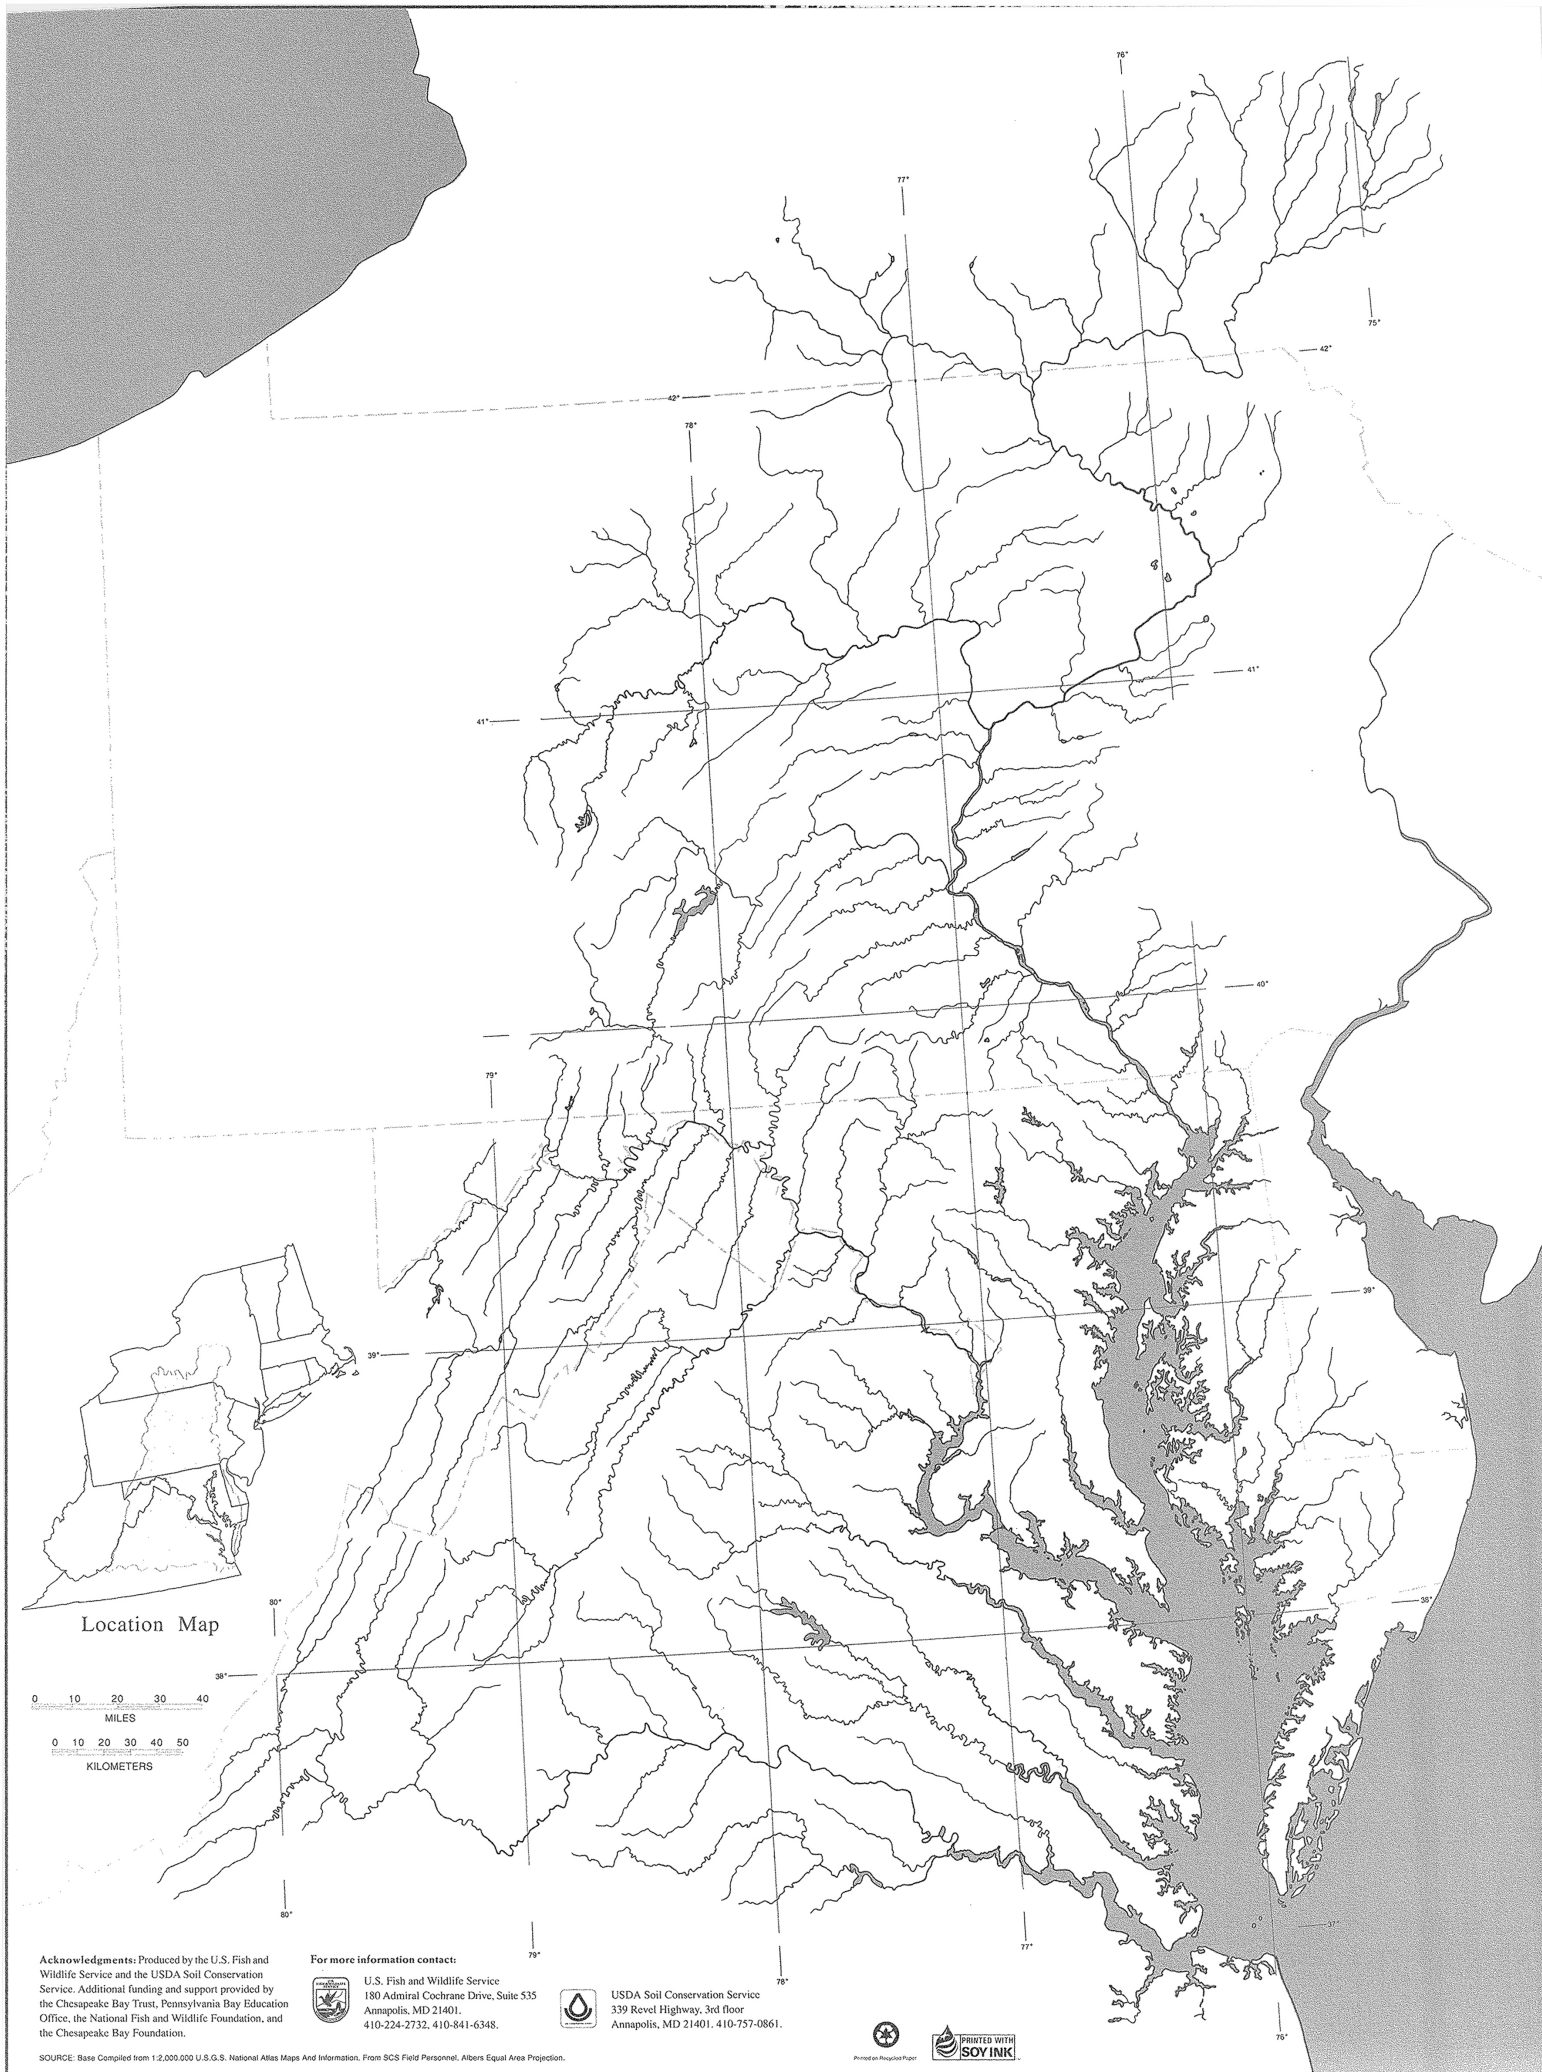 76°
77°
75°
42°
42°
78°
41°
41°
40°
79°
39°
39°
38°
Location Map
80°
38°
0 10 20 30 40
MILES
0 10 20 30 40 50
KILOMETERS
80°
37°
79°
77°
78°
76°
Acknowledgments: Produced by the U.S. Fish and
Wildlife Service and the USDA Soil Conservation
Service. Additional funding and support provided by
the Chesapeake Bay Trust, Pennsylvania Bay Education
Office, the National Fish and Wildlife Foundation, and
the Chesapeake Bay Foundation.
For more information contact:
U.S. Fish and Wildlife Service
180 Admiral Cochrane Drive, Suite 535
Annapolis, MD 21401.
410-224-2732, 410-841-6348.
USDA Soil Conservation Service
339 Revel Highway, 3rd floor
Annapolis, MD 21401. 410-757-0861.
Printed on Recycled Paper
PRINTED WITH
SOY INK
SOURCE: Base Compiled from 1:2,000,000 U.S.G.S. National Atlas Maps And Information. From SCS Field Personnel. Albers Equal Area Projection.